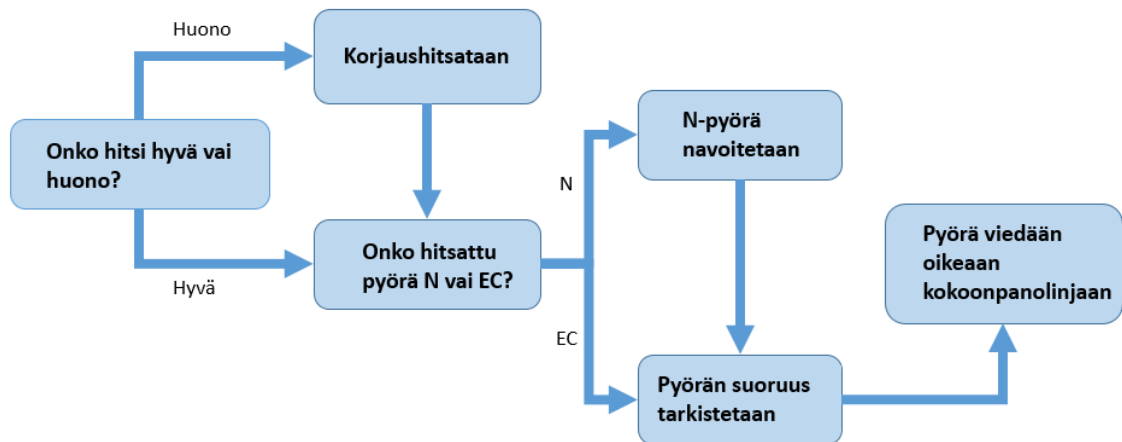 Huono
Korjaushitsataan
Onko hitsi hyvä vai
huono?
Hyvä
Onko hitsattu
pyörä N vai EC?
N
N-pyörä
navoitetaan
EC
Pyörän suoruus
tarkistetaan
Pyörä viedään
oikeaan
kokoonpanolinjaan